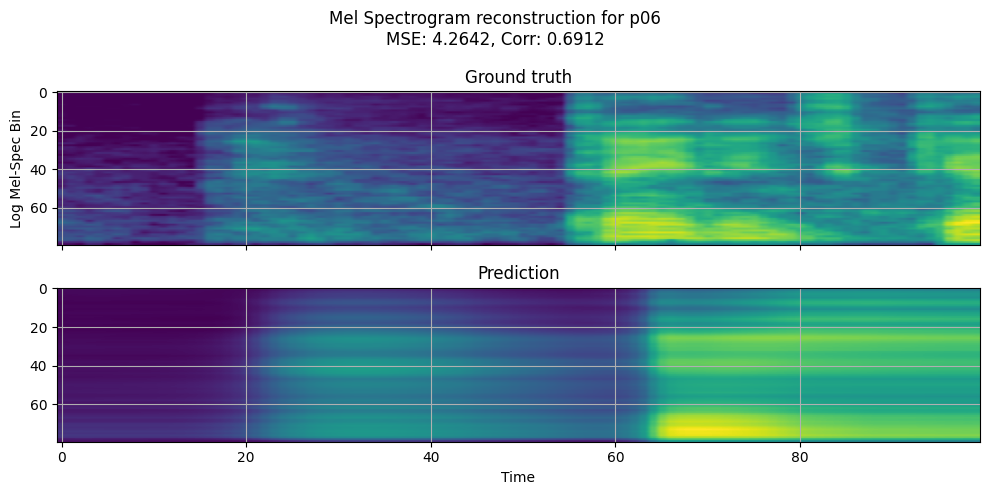 Mel Spectrogram reconstruction for p06
MSE: 4.2642, Corr: 0.6912
Ground truth
0
20
40
60
Log Mel-Spec Bin
Prediction
0
20
40
60
0 20 40 60 80
Time